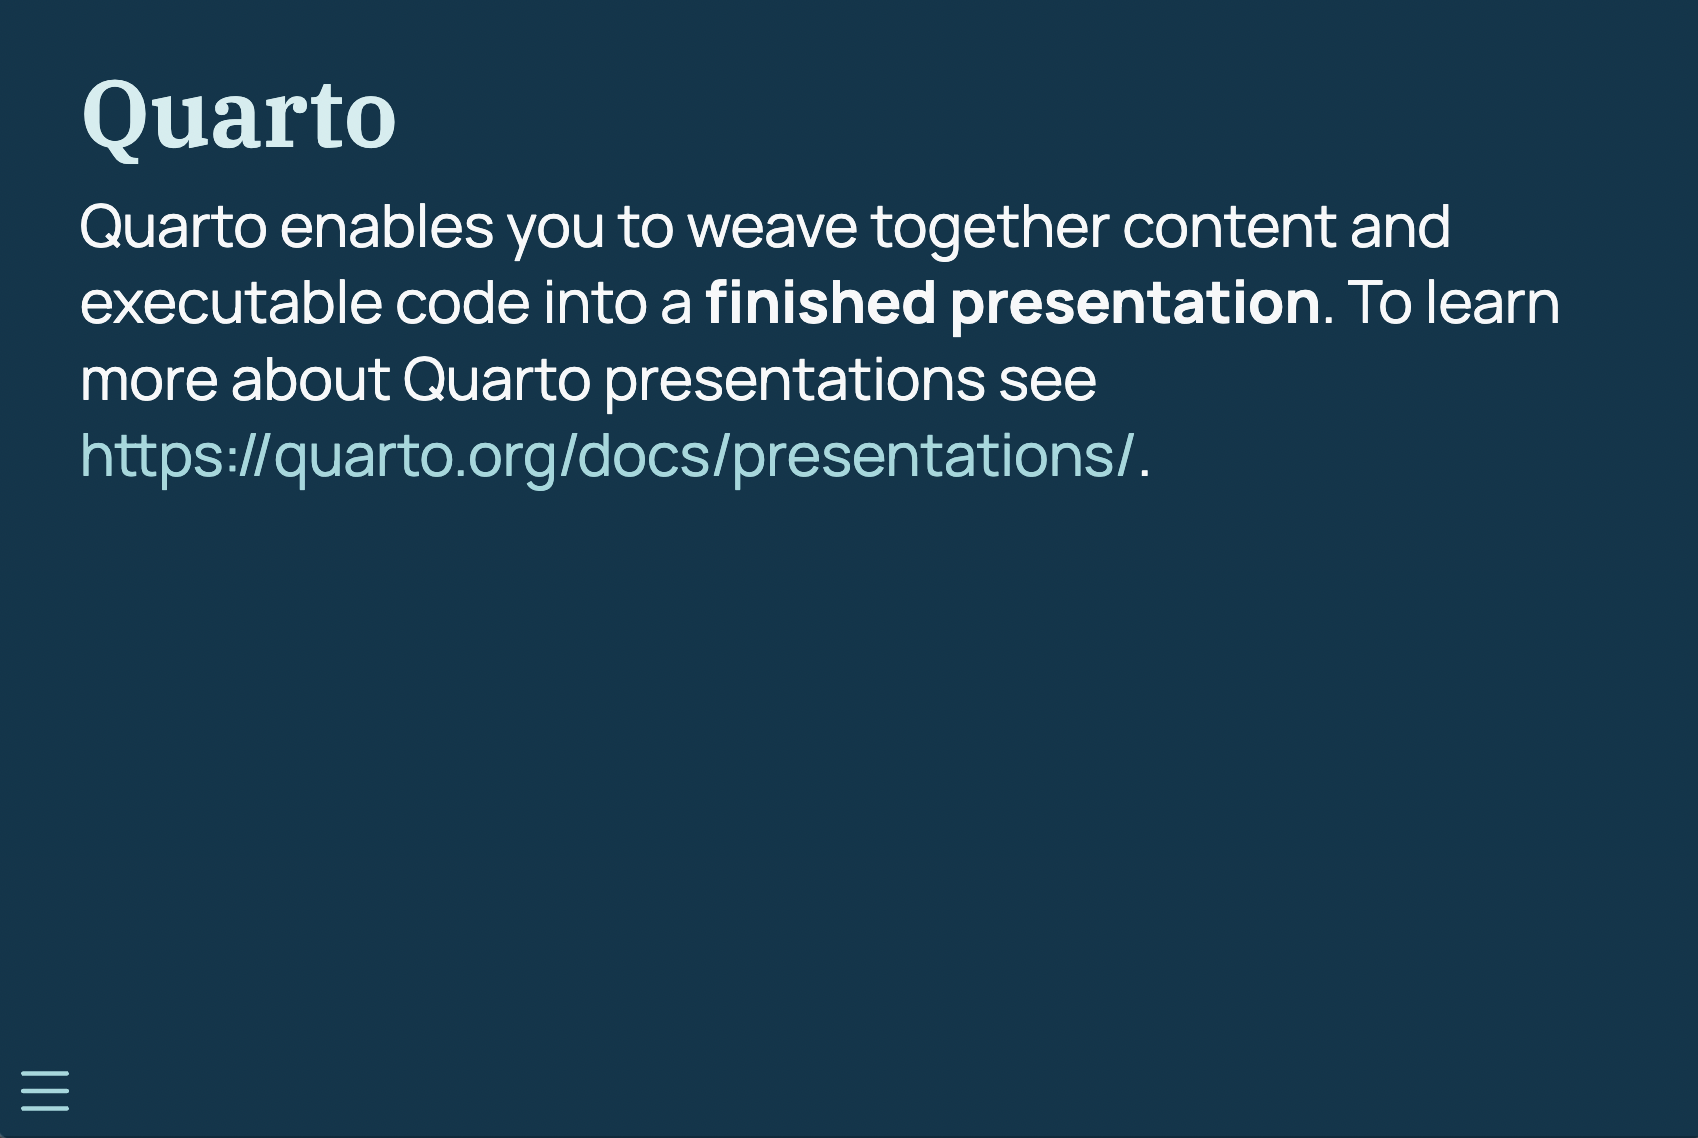 Quarto
Quarto enables you to weave together content and
executable code into a finished presentation. To learn
more about Quarto presentations see
https://quarto.org/docs/presentations/.